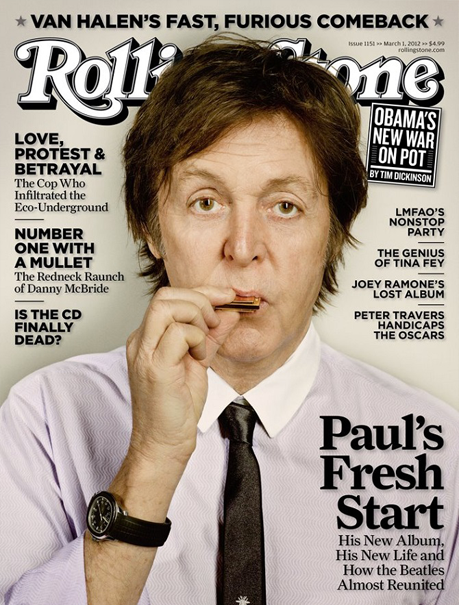 ★ VAN HALEN'S FAST, FURIOUS COMEBACK ★
Issue 1151 >> March 1, 2012 >> $4.99
rollingstone.com
Rolling Stone
OBAMA'S
NEW WAR
ON POT
BY TIM DICKINSON
LOVE,
PROTEST &
BETRAYAL
The Cop Who
Infiltrated the
Eco-Underground
NUMBER
ONE WITH
A MULLET
The Redneck Raunch
of Danny McBride
IS THE CD
FINALLY
DEAD?
LMFAO'S
NONSTOP
PARTY
THE GENIUS
OF TINA FEY
JOEY RAMONE'S
LOST ALBUM
PETER TRAVERS
HANDICAPS
THE OSCARS
Paul's
Fresh
Start
His New Album,
His New Life and
How the Beatles
Almost Reunited